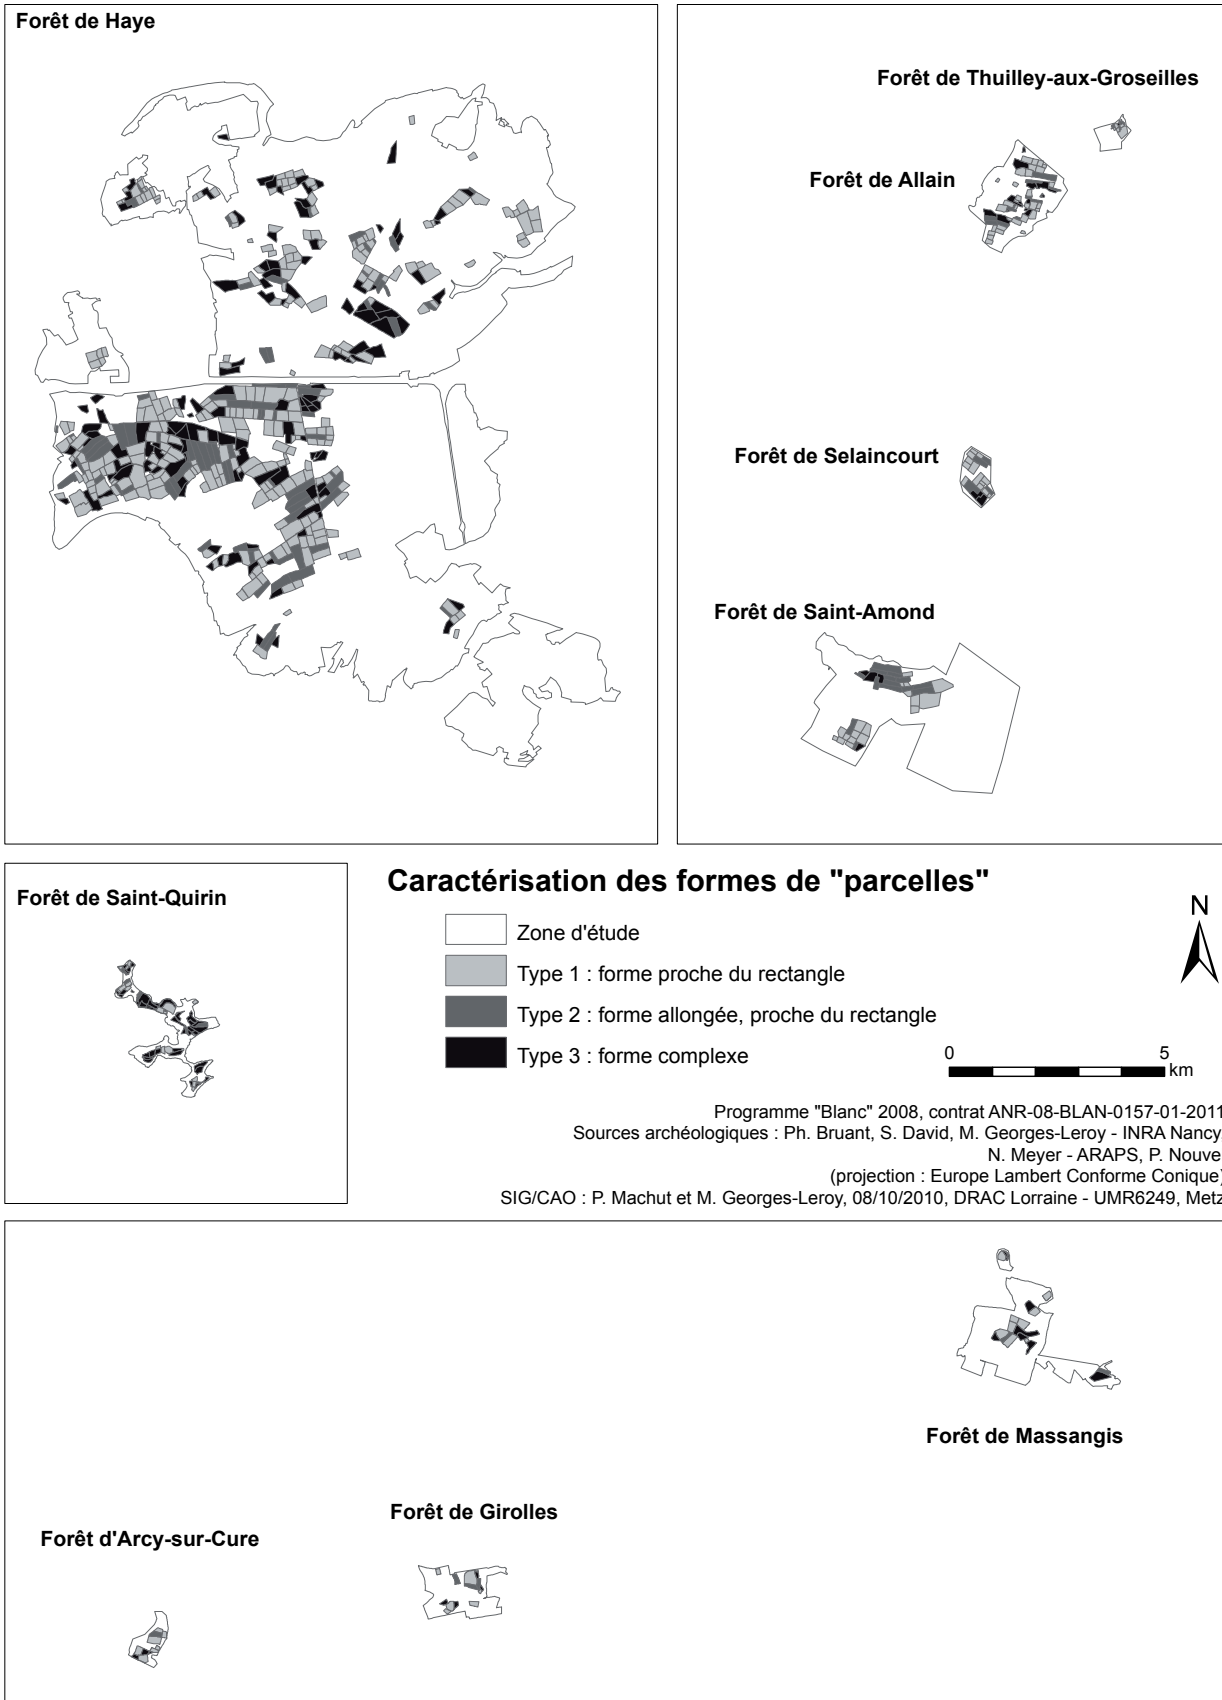 Forêt de Haye
Forêt de Thuilley-aux-Groseilles
Forêt de Allain
Forêt de Selaincourt
Forêt de Saint-Amond
Forêt de Saint-Quirin
Caractérisation des formes de "parcelles"
Zone d'étude
Type 1 : forme proche du rectangle
Type 2 : forme allongée, proche du rectangle
Type 3 : forme complexe
N
0 5
km
Programme "Blanc" 2008, contrat ANR-08-BLAN-0157-01-2011
Sources archéologiques : Ph. Bruant, S. David, M. Georges-Leroy - INRA Nancy,
N. Meyer - ARAPS, P. Nouvel
(projection : Europe Lambert Conforme Conique)
SIG/CAO : P. Machut et M. Georges-Leroy, 08/10/2010, DRAC Lorraine - UMR6249, Metz
Forêt de Massangis
Forêt de Girolles
Forêt d'Arcy-sur-Cure